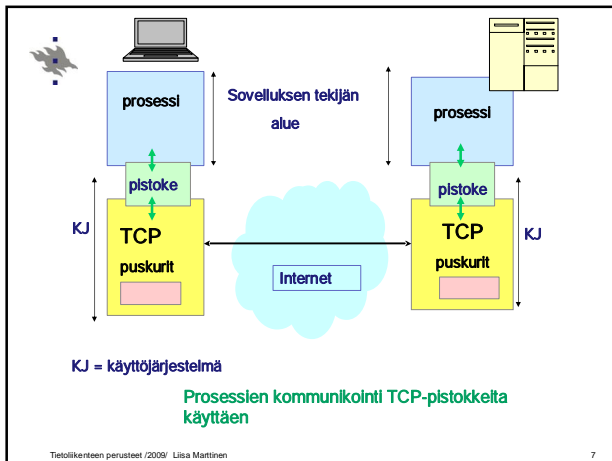 prosessi
Sovelluksen tekijän
alue
prosessi
pistoke
pistoke
KJ
TCP
puskurit
Internet
TCP
puskurit
KJ
KJ = käyttöjärjestelmä
Prosessien kommunikointi TCP-pistokkeita
käyttäen
Tietoliikenteen perusteet /2009/ Liisa Marttinen
7